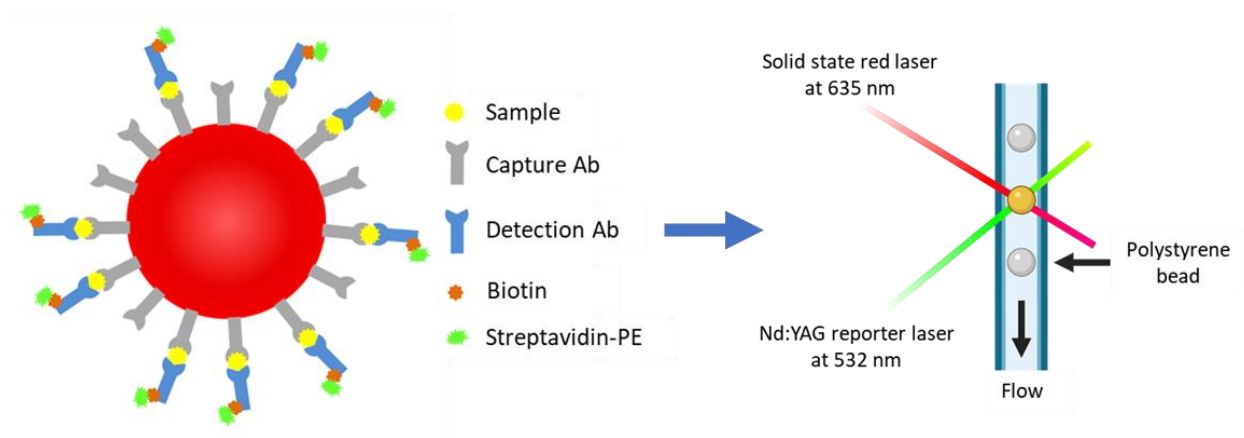 Sample
Capture Ab
Detection Ab
Biotin
Streptavidin-PE
Solid state red laser
at 635 nm
Nd:YAG reporter laser
at 532 nm
Polystyrene
bead
Flow